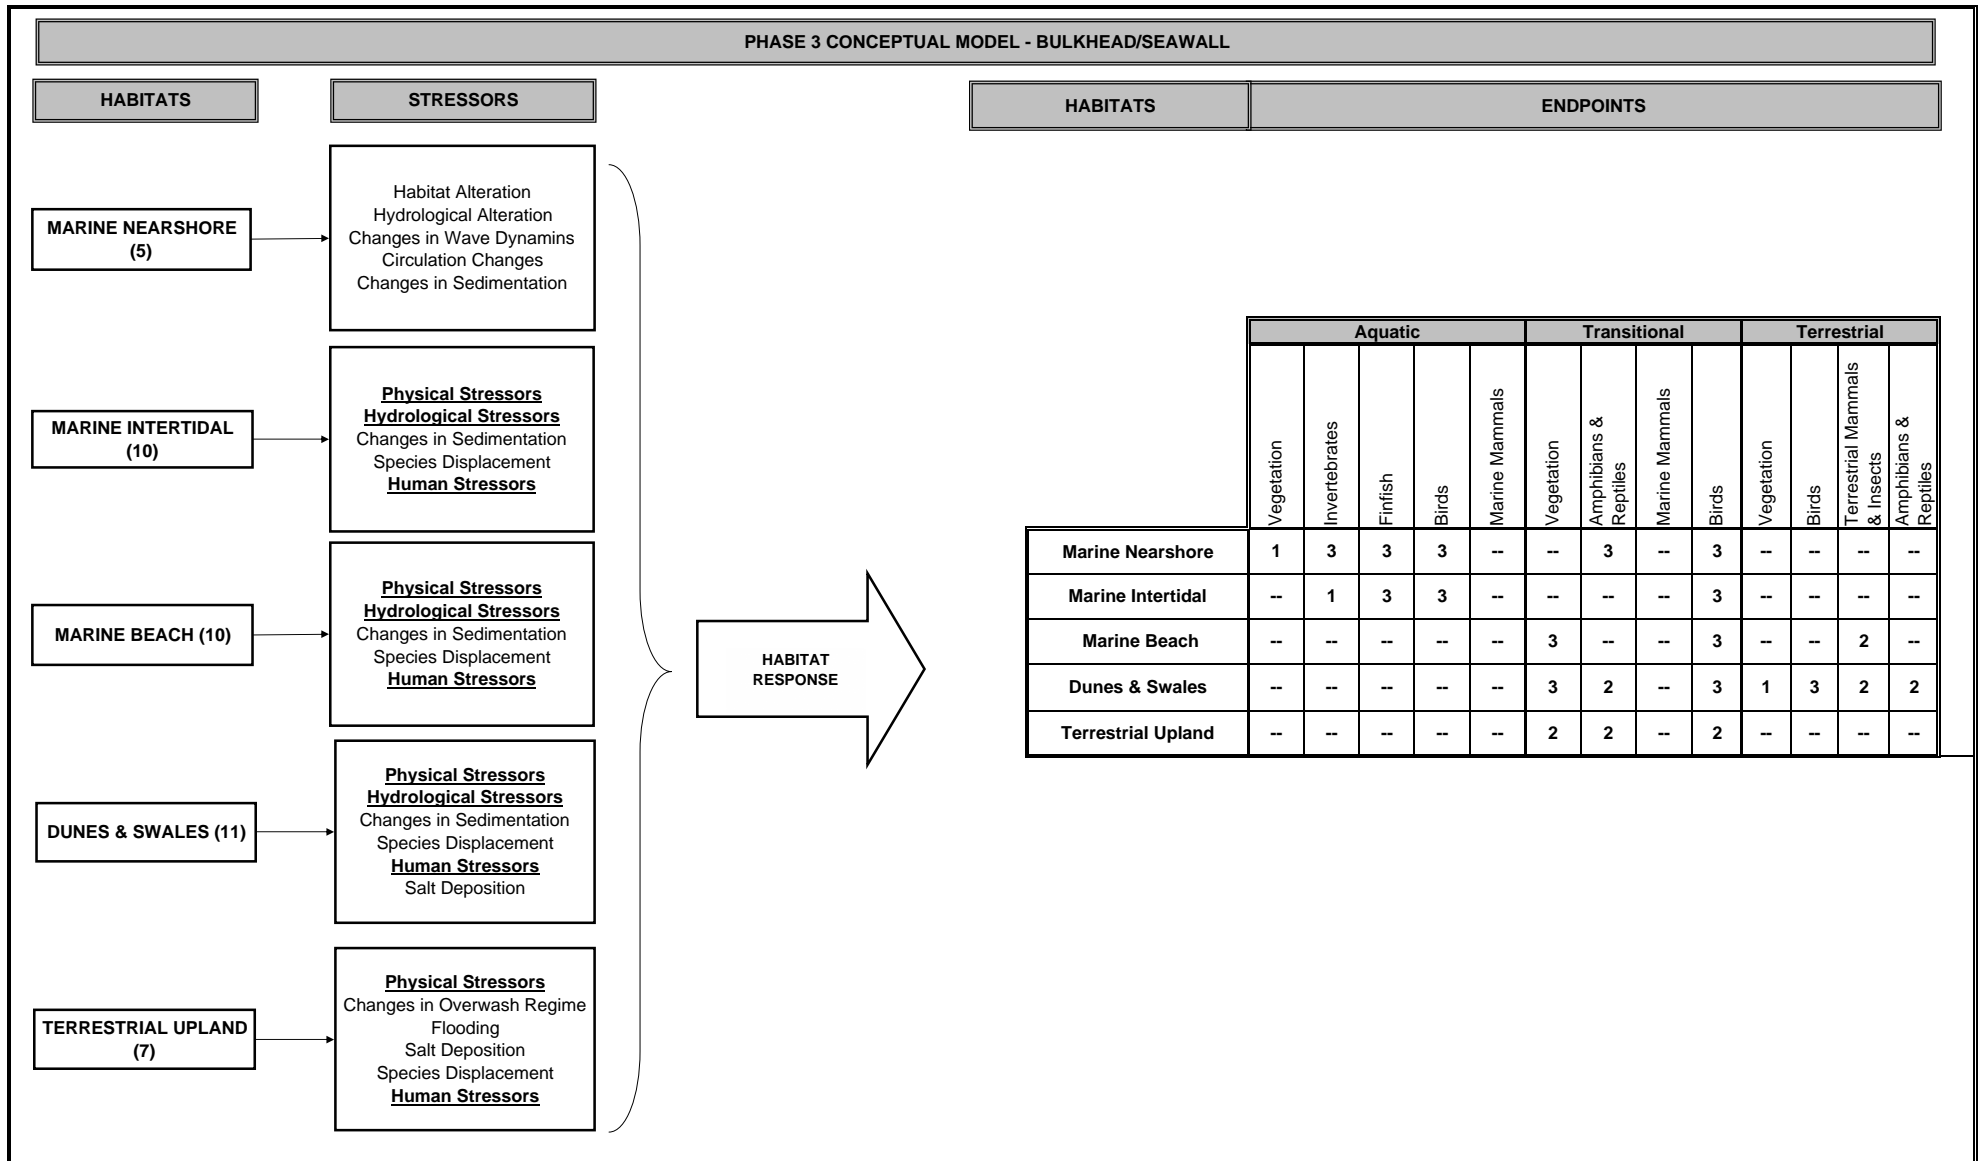 PHASE 3 CONCEPTUAL MODEL - BULKHEAD/SEAWALL
HABITATS
STRESSORS
HABITATS
ENDPOINTS
MARINE NEARSHORE
(5)
Habitat Alteration
Hydrological Alteration
Changes in Wave Dynamins
Circulation Changes
Changes in Sedimentation
MARINE INTERTIDAL
(10)
Physical Stressors
Hydrological Stressors
Changes in Sedimentation
Species Displacement
Human Stressors
MARINE BEACH (10)
Physical Stressors
Hydrological Stressors
Changes in Sedimentation
Species Displacement
Human Stressors
DUNES & SWALES (11)
Physical Stressors
Hydrological Stressors
Changes in Sedimentation
Species Displacement
Human Stressors
Salt Deposition
TERRESTRIAL UPLAND
(7)
Physical Stressors
Changes in Overwash Regime
Flooding
Salt Deposition
Species Displacement
Human Stressors
HABITAT
RESPONSE
Aquatic Transitional Terrestrial
Vegetation
Invertebrates
Finfish
Birds
Marine Mammals
Vegetation
Amphibians &
Reptiles
Marine Mammals
Birds
Vegetation
Birds
Terrestrial Mammals
& Insects
Amphibians &
Reptiles
Marine Nearshore 1 3 3 3 -- -- 3 -- 3 -- -- -- --
Marine Intertidal -- 1 3 3 -- -- -- -- 3 -- -- -- --
Marine Beach -- -- -- -- -- 3 -- -- 3 -- -- 2 --
Dunes & Swales -- -- -- -- -- 3 2 -- 3 1 3 2 2
Terrestrial Upland -- -- -- -- -- 2 2 -- 2 -- -- -- --